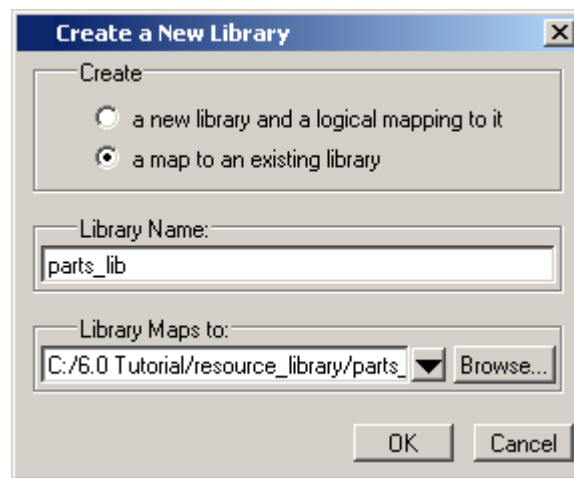 Create a New Library
Create
a new library and a logical mapping to it
a map to an existing library
Library Name:
parts_lib
Library Maps to:
C:/6.0 Tutorial/resource_library/parts_
Browse...
OK
Cancel